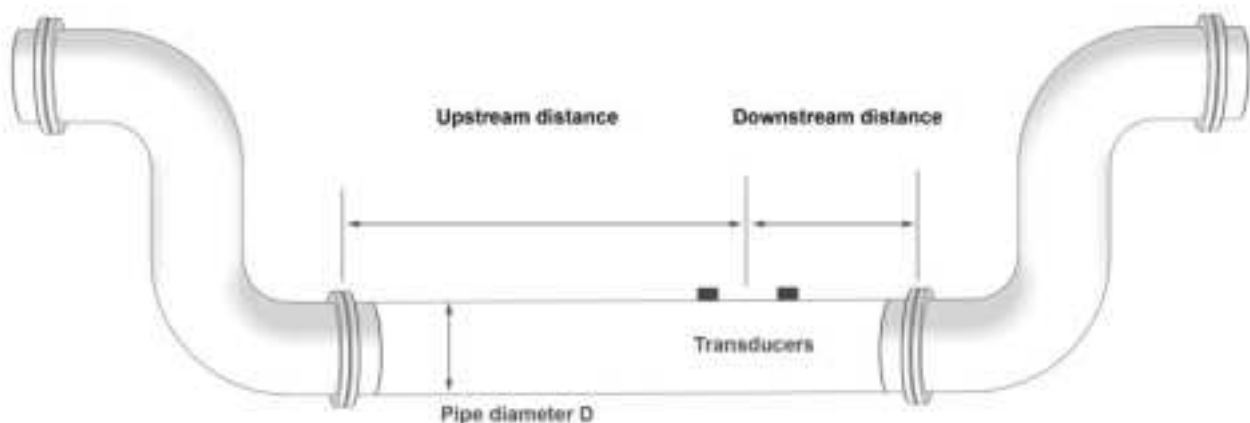 Upstream distance
Downstream distance
Transducers
Pipe diameter D